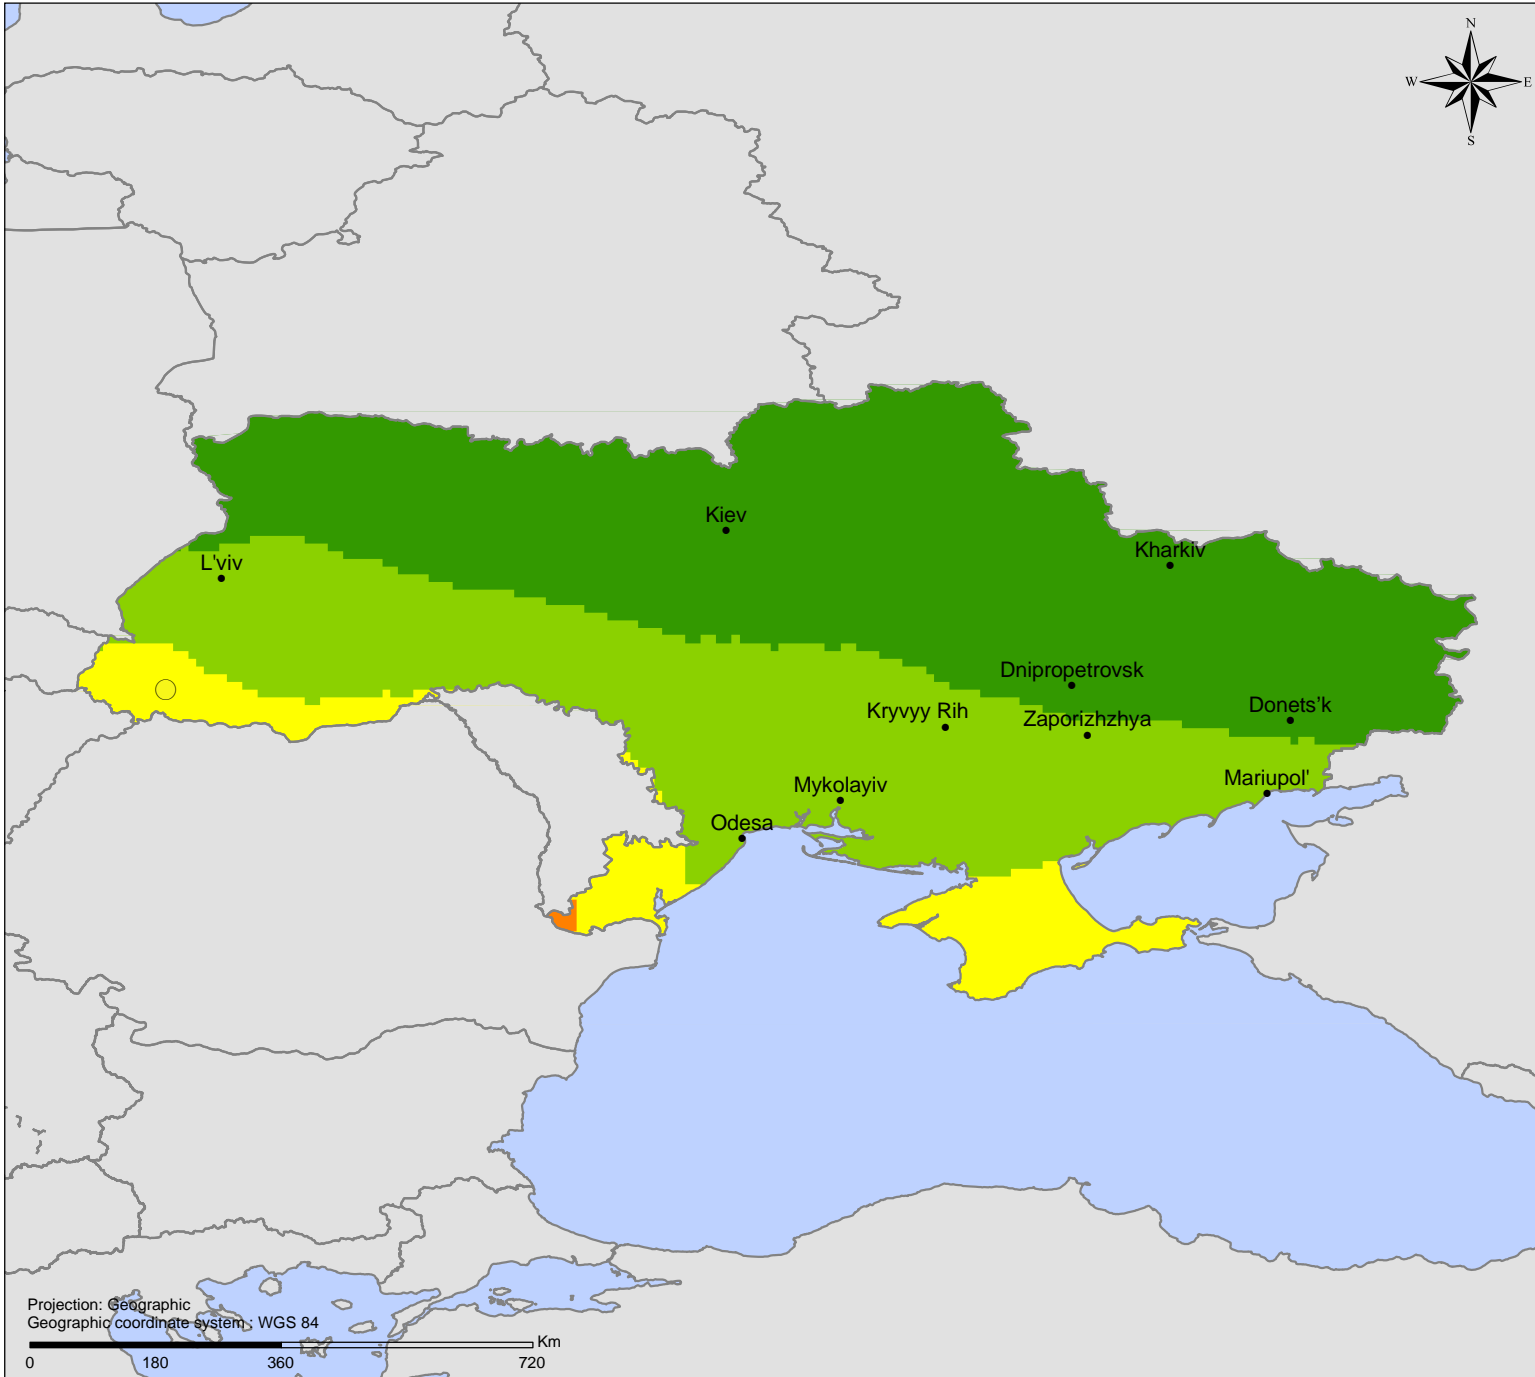 N
W E
S
Kiev
Kharkiv
L'viv
Dnipropetrovsk
Donets'k
Kryvyy Rih
Zaporizhzhya
Mariupol'
Mykolayiv
Odesa
Projection: Geographic
Geographic coordinate system : WGS 84
Km
0 180 360 720